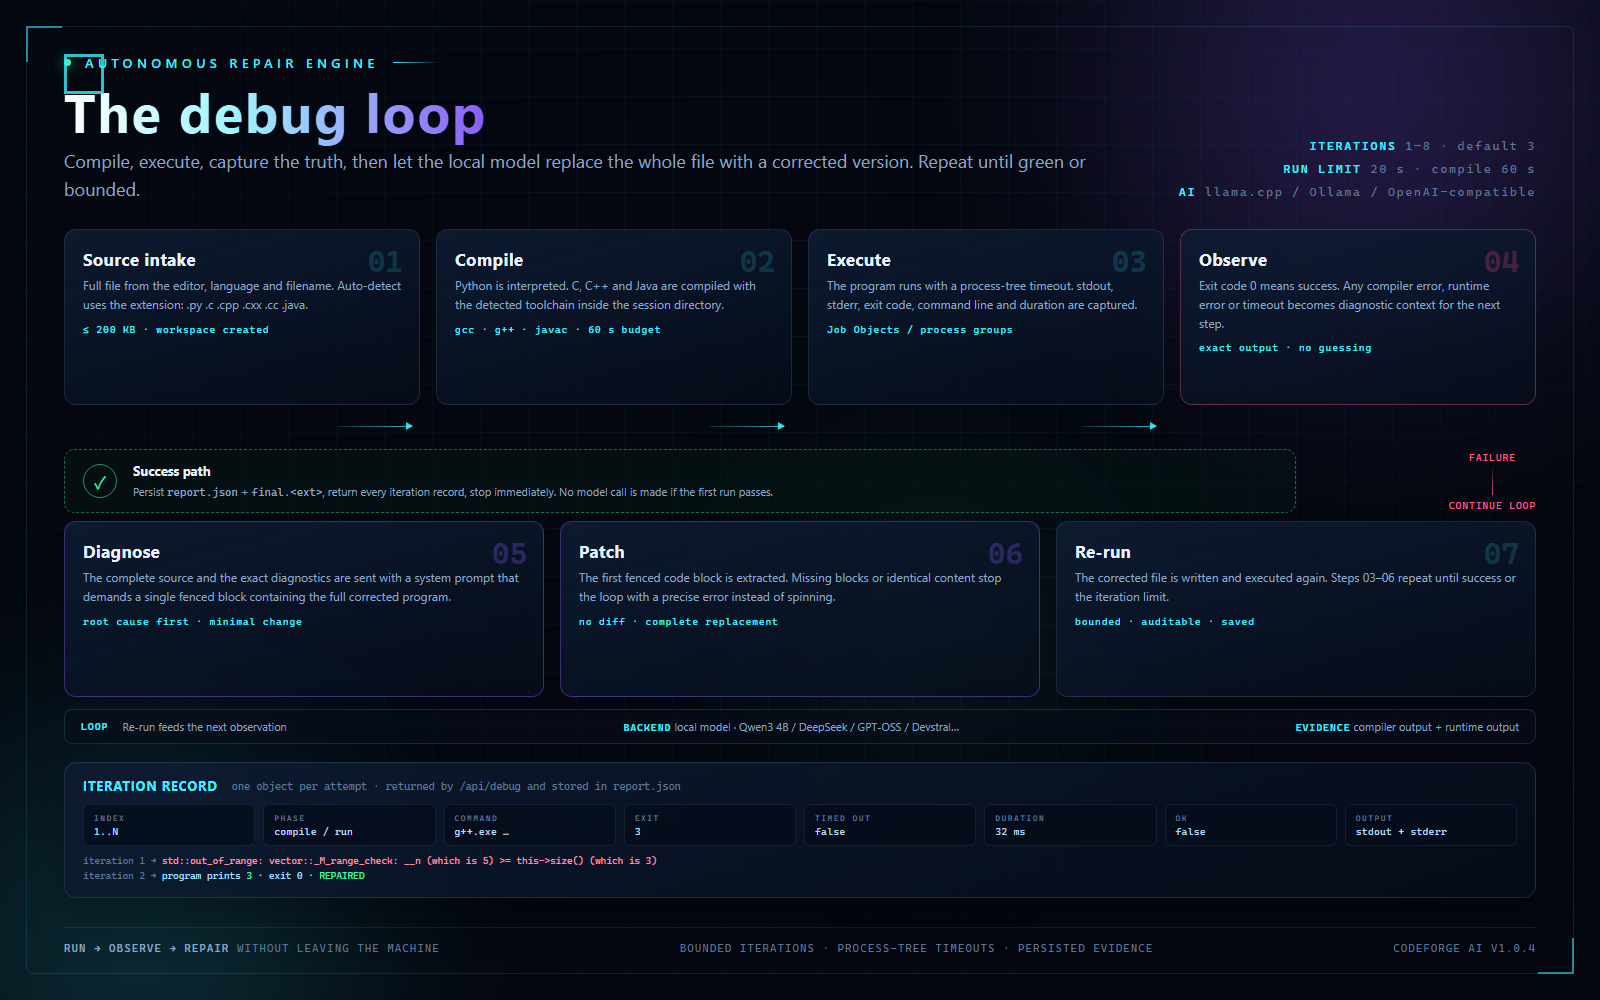 AUTONOMOUS REPAIR ENGINE
The debug loop
Compile, execute, capture the truth, then let the local model replace the whole file with a corrected version. Repeat until green or
bounded.
ITERATIONS 1–8 · default 3
RUN LIMIT 20 s · compile 60 s
AI llama.cpp / Ollama / OpenAI-compatible
Source intake
01
Full file from the editor, language and filename. Auto-detect
uses the extension: .py .c .cpp .cxx .cc .java.
≤ 200 KB · workspace created
Compile
02
Python is interpreted. C, C++ and Java are compiled with
the detected toolchain inside the session directory.
gcc · g++ · javac · 60 s budget
Execute
03
The program runs with a process-tree timeout. stdout,
stderr, exit code, command line and duration are captured.
Job Objects / process groups
Observe
04
Exit code 0 means success. Any compiler error, runtime
error or timeout becomes diagnostic context for the next
step.
exact output · no guessing
✓
Success path
Persist report.json + final.<ext>, return every iteration record, stop immediately. No model call is made if the first run passes.
FAILURE
CONTINUE LOOP
Diagnose
05
The complete source and the exact diagnostics are sent with a system prompt that
demands a single fenced block containing the full corrected program.
root cause first · minimal change
Patch
06
The first fenced code block is extracted. Missing blocks or identical content stop
the loop with a precise error instead of spinning.
no diff · complete replacement
Re-run
07
The corrected file is written and executed again. Steps 03–06 repeat until success or
the iteration limit.
bounded · auditable · saved
LOOP Re-run feeds the next observation
BACKEND local model · Qwen3 4B / DeepSeek / GPT-OSS / Devstral…
EVIDENCE compiler output + runtime output
ITERATION RECORD one object per attempt · returned by /api/debug and stored in report.json
INDEX
1..N
PHASE
compile / run
COMMAND
g++.exe …
EXIT
3
TIMED OUT
false
DURATION
32 ms
OK
false
OUTPUT
stdout + stderr
iteration 1 → std::out_of_range: vector::_M_range_check: __n (which is 5) >= this->size() (which is 3)
iteration 2 → program prints 3 · exit 0 · REPAIRED
RUN → OBSERVE → REPAIR WITHOUT LEAVING THE MACHINE
BOUNDED ITERATIONS · PROCESS-TREE TIMEOUTS · PERSISTED EVIDENCE
CODEFORGE AI V1.0.4